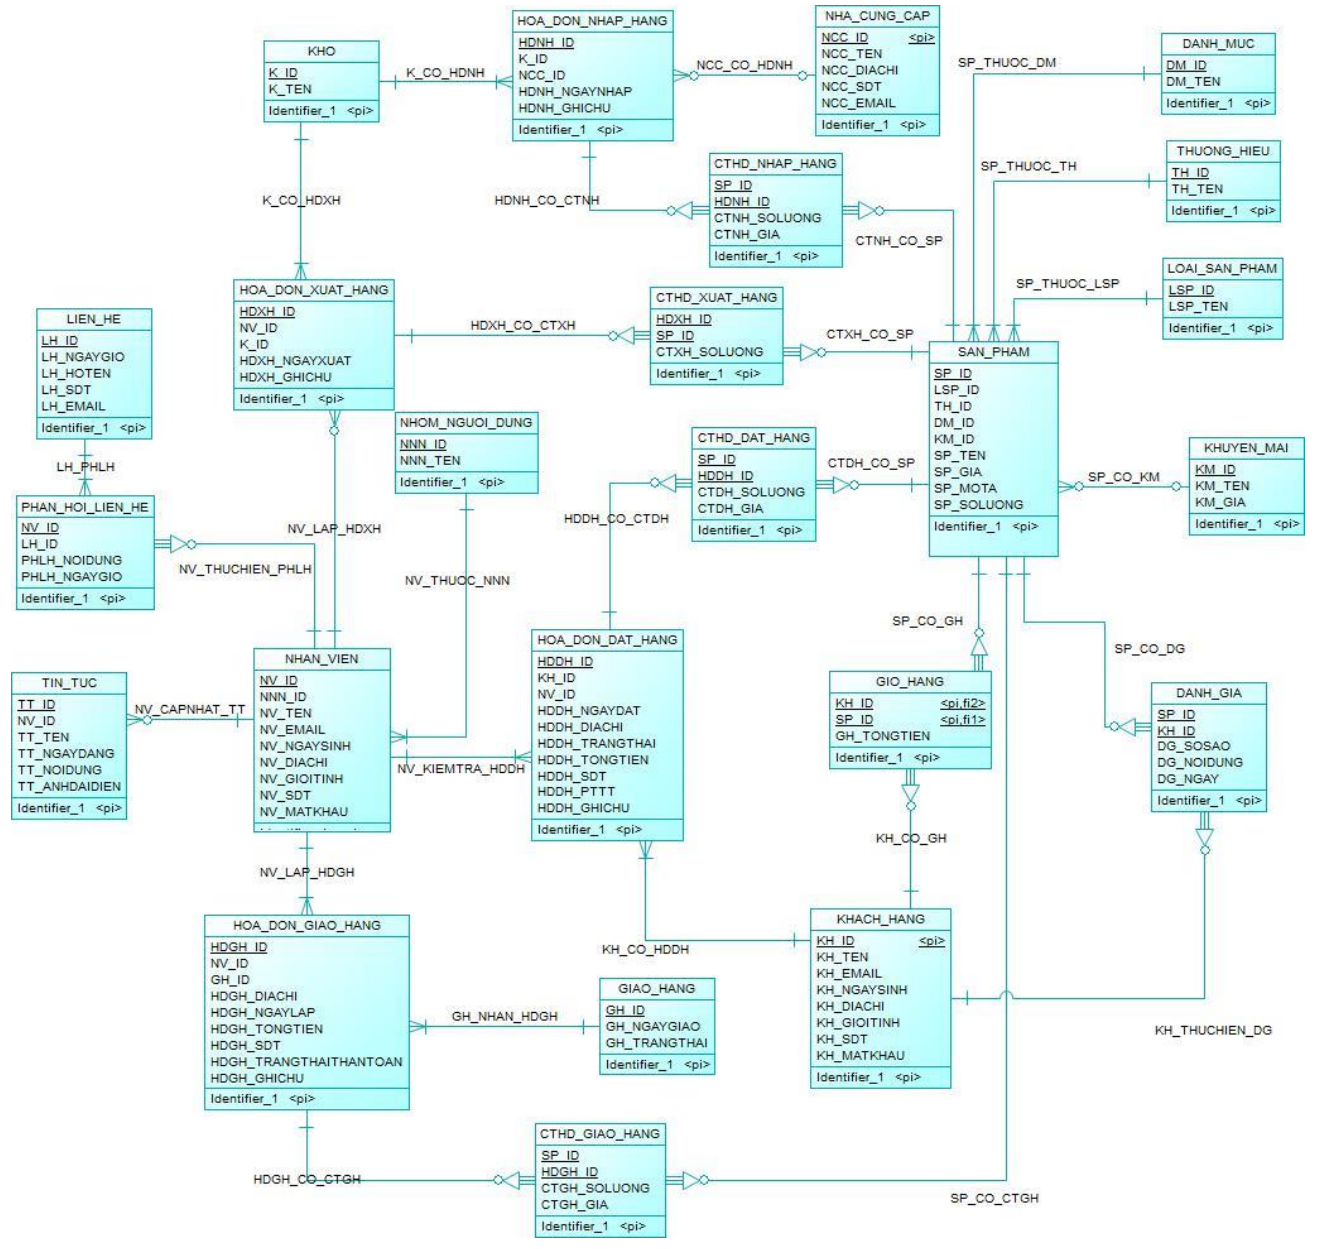 HOA_DON_NHAP_HANG
HDNH_ID
K_ID
NCC_ID
HDNH_NGAYNHAP
HDNH_GHICHU
Identifier_1 <pi>
NHA_CUNG_CAP
NCC_ID <pi>
NCC_TEN
NCC_DIACHI
NCC_SDT
NCC_EMAIL
Identifier_1 <pi>
KHO
K_ID
K_TEN
Identifier_1 <pi>
K_CO_HDNH
NCC_CO_HDNH
SP_THUOC_DM
DANH_MUC
DM_ID
DM_TEN
Identifier_1 <pi>
THUONG_HIEU
TH_ID
TH_TEN
Identifier_1 <pi>
SP_THUOC_TH
CTHD_NHAP_HANG
SP_ID
HDNH_ID
CTNH_SOLUONG
CTNH_GIA
Identifier_1 <pi>
K_CO_HDXH
HDNH_CO_CTNH
CTNH_CO_SP
LOAI_SAN_PHAM
LSP_ID
LSP_TEN
Identifier_1 <pi>
SP_THUOC_LSP
HOA_DON_XUAT_HANG
HDXH_ID
NV_ID
K_ID
HDXH_NGAYXUAT
HDXH_GHICHU
Identifier_1 <pi>
CTHD_XUAT_HANG
HDXH_ID
SP_ID
CTXH_SOLUONG
Identifier_1 <pi>
HDXH_CO_CTXH
CTXH_CO_SP
LIEN_HE
LH_ID
LH_NGAYGIO
LH_HOTEN
LH_SDT
LH_EMAIL
Identifier_1 <pi>
SAN_PHAM
SP_ID
LSP_ID
TH_ID
DM_ID
KM_ID
SP_TEN
SP_GIA
SP_MOTA
SP_SOLUONG
Identifier_1 <pi>
NHOM_NGUOI_DUNG
NNN_ID
NNN_TEN
Identifier_1 <pi>
CTHD_DAT_HANG
SP_ID
HDDH_ID
CTDH_SOLUONG
CTDH_GIA
Identifier_1 <pi>
CTDH_CO_SP
SP_CO_KM
KHUYEN_MAI
KM_ID
KM_TEN
KM_GIA
Identifier_1 <pi>
LH_PHLH
PHAN_HOI_LIEN_HE
NV_ID
LH_ID
PHLH_NOIDUNG
PHLH_NGAYGIO
Identifier_1 <pi>
NV_LAP_HDXH
HDDH_CO_CTDH
NV_THUCHIEN_PHLH
NV_THUOC_NNN
NHAN_VIEN
NV_ID
NNN_ID
NV_TEN
NV_EMAIL
NV_NGAYSINH
NV_DIACHI
NV_GIOITINH
NV_SDT
NV_MATKHAU
HOA_DON_DAT_HANG
HDDH_ID
KH_ID
NV_ID
HDDH_NGAYDAT
HDDH_DIACHI
HDDH_TRANGTHAI
HDDH_TONGTIEN
HDDH_SDT
HDDH_PTTT
HDDH_GHICHU
Identifier_1 <pi>
SP_CO_GH
SP_CO_DG
TIN_TUC
TT_ID
NV_ID
TT_TEN
TT_NGAYDANG
TT_NOIDUNG
TT_ANHDAIDIEN
Identifier_1 <pi>
NV_CAPNHAT_TT
GIO_HANG
KH_ID <pi,fi2>
SP_ID <pi,fi1>
GH_TONGTIEN
Identifier_1 <pi>
DANH_GIA
SP_ID
KH_ID
DG_SOSAO
DG_NOIDUNG
DG_NGAY
Identifier_1 <pi>
NV_KIEMTRA_HDDH
KH_CO_GH
NV_LAP_HDGH
HOA_DON_GIAO_HANG
HDGH_ID
NV_ID
GH_ID
HDGH_DIACHI
HDGH_NGAYLAP
HDGH_TONGTIEN
HDGH_SDT
HDGH_TRANGTHAITHANTOAN
HDGH_GHICHU
Identifier_1 <pi>
KH_CO_HDDH
KHACH_HANG
KH_ID <pi>
KH_TEN
KH_EMAIL
KH_NGAYSINH
KH_DIACHI
KH_GIOITINH
KH_SDT
KH_MATKHAU
Identifier_1 <pi>
GIAO_HANG
GH_ID
GH_NGAYGIAO
GH_TRANGTHAI
Identifier_1 <pi>
GH_NHAN_HDGH
KH_THUCHIEN_DG
CTHD_GIAO_HANG
SP_ID
HDGH_ID
CTGH_SOLUONG
CTGH_GIA
Identifier_1 <pi>
HDGH_CO_CTGH
SP_CO_CTGH